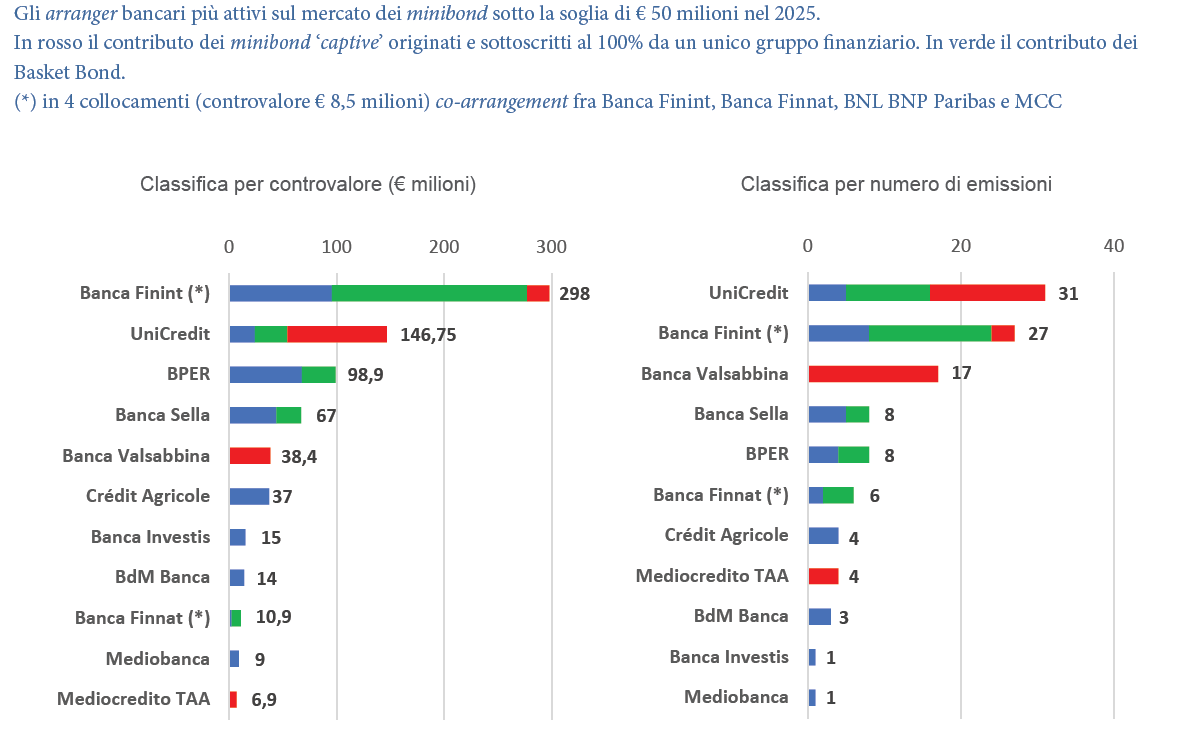 Gli arranger bancari più attivi sul mercato dei minibond sotto la soglia di € 50 milioni nel 2025.
In rosso il contributo dei minibond ‘captive’ originati e sottoscritti al 100% da un unico gruppo finanziario. In verde il contributo dei
Basket Bond.
(*) in 4 collocamenti (controvalore € 8,5 milioni) co-arrangement fra Banca Finint, Banca Finnat, BNL BNP Paribas e MCC
Classifica per controvalore (€ milioni)
0 100 200 300
Banca Finint (*) 298
UniCredit 146,75
BPER 98,9
Banca Sella 67
Banca Valsabbina 38,4
Crédit Agricole 37
Banca Investis 15
BdM Banca 14
Banca Finnat (*) 10,9
Mediobanca 9
Mediocredito TAA 6,9
Classifica per numero di emissioni
0 20 40
UniCredit 31
Banca Finint (*) 27
Banca Valsabbina 17
Banca Sella 8
BPER 8
Banca Finnat (*) 6
Crédit Agricole 4
Mediocredito TAA 4
BdM Banca 3
Banca Investis 1
Mediobanca 1